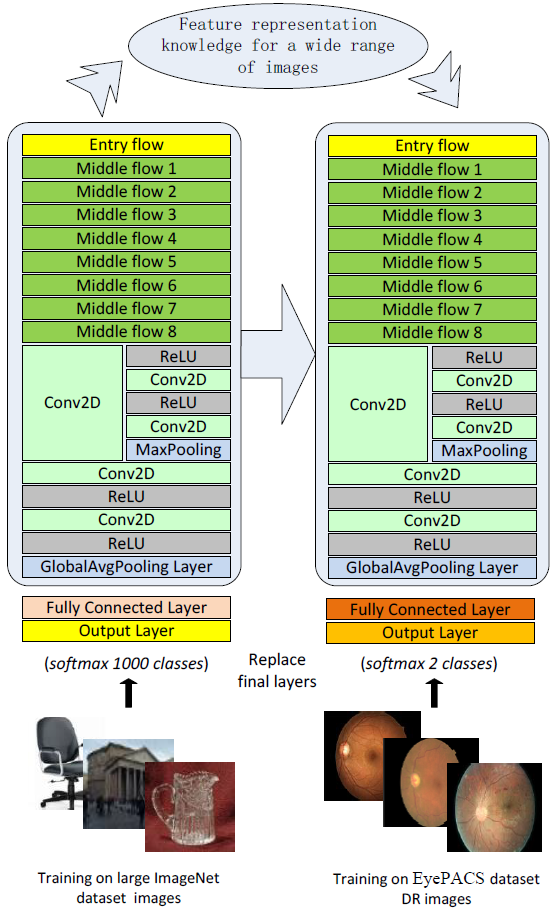 Feature representation
knowledge for a wide range
of images
Entry flow
Middle flow 1
Middle flow 2
Middle flow 3
Middle flow 4
Middle flow 5
Middle flow 6
Middle flow 7
Middle flow 8
Conv2D
ReLU
Conv2D
ReLU
Conv2D
MaxPooling
Conv2D
ReLU
Conv2D
ReLU
GlobalAvgPooling Layer
Fully Connected Layer
Output Layer
(softmax 1000 classes)
Training on large ImageNet
dataset images
Replace
final layers
Entry flow
Middle flow 1
Middle flow 2
Middle flow 3
Middle flow 4
Middle flow 5
Middle flow 6
Middle flow 7
Middle flow 8
Conv2D
ReLU
Conv2D
ReLU
Conv2D
MaxPooling
Conv2D
ReLU
Conv2D
ReLU
GlobalAvgPooling Layer
Fully Connected Layer
Output Layer
(softmax 2 classes)
Training on EyePACS dataset
DR images